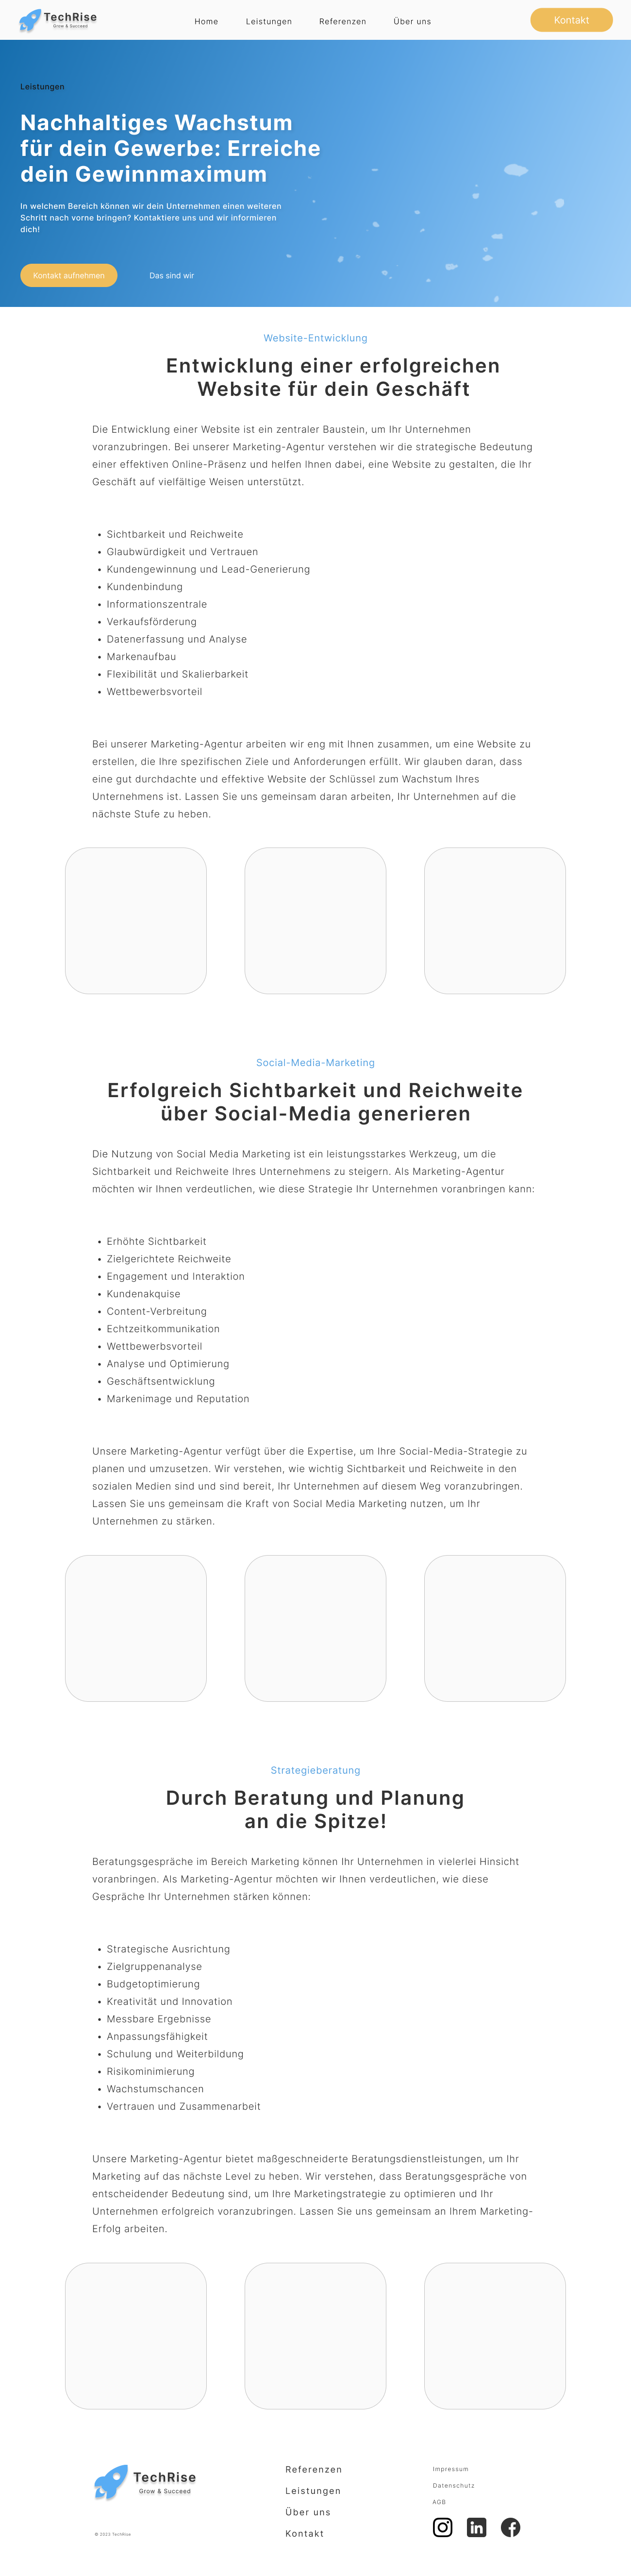 TechRise
Grow & Succeed
Home
Leistungen
Referenzen
Über uns
Kontakt
Leistungen
Nachhaltiges Wachstum
für dein Gewerbe: Erreiche
dein Gewinnmaximum
In welchem Bereich können wir dein Unternehmen einen weiteren
Schritt nach vorne bringen? Kontaktiere uns und wir informieren
dich!
Kontakt aufnehmen
Das sind wir
Website-Entwicklung
Entwicklung einer erfolgreichen
Website für dein Geschäft
Die Entwicklung einer Website ist ein zentraler Baustein, um Ihr Unternehmen
voranzubringen. Bei unserer Marketing-Agentur verstehen wir die strategische Bedeutung
einer effektiven Online-Präsenz und helfen Ihnen dabei, eine Website zu gestalten, die Ihr
Geschäft auf vielfältige Weisen unterstützt.
• Sichtbarkeit und Reichweite
• Glaubwürdigkeit und Vertrauen
• Kundengewinnung und Lead-Generierung
• Kundenbindung
• Informationszentrale
• Verkaufsförderung
• Datenerfassung und Analyse
• Markenaufbau
• Flexibilität und Skalierbarkeit
• Wettbewerbsvorteil
Bei unserer Marketing-Agentur arbeiten wir eng mit Ihnen zusammen, um eine Website zu
erstellen, die Ihre spezifischen Ziele und Anforderungen erfüllt. Wir glauben daran, dass
eine gut durchdachte und effektive Website der Schlüssel zum Wachstum Ihres
Unternehmens ist. Lassen Sie uns gemeinsam daran arbeiten, Ihr Unternehmen auf die
nächste Stufe zu heben.
Social-Media-Marketing
Erfolgreich Sichtbarkeit und Reichweite
über Social-Media generieren
Die Nutzung von Social Media Marketing ist ein leistungsstarkes Werkzeug, um die
Sichtbarkeit und Reichweite Ihres Unternehmens zu steigern. Als Marketing-Agentur
möchten wir Ihnen verdeutlichen, wie diese Strategie Ihr Unternehmen voranbringen kann:
• Erhöhte Sichtbarkeit
• Zielgerichtete Reichweite
• Engagement und Interaktion
• Kundenakquise
• Content-Verbreitung
• Echtzeitkommunikation
• Wettbewerbsvorteil
• Analyse und Optimierung
• Geschäftsentwicklung
• Markenimage und Reputation
Unsere Marketing-Agentur verfügt über die Expertise, um Ihre Social-Media-Strategie zu
planen und umzusetzen. Wir verstehen, wie wichtig Sichtbarkeit und Reichweite in den
sozialen Medien sind und sind bereit, Ihr Unternehmen auf diesem Weg voranzubringen.
Lassen Sie uns gemeinsam die Kraft von Social Media Marketing nutzen, um Ihr
Unternehmen zu stärken.
Strategieberatung
Durch Beratung und Planung
an die Spitze!
Beratungsgespräche im Bereich Marketing können Ihr Unternehmen in vielerlei Hinsicht
voranbringen. Als Marketing-Agentur möchten wir Ihnen verdeutlichen, wie diese
Gespräche Ihr Unternehmen stärken können:
• Strategische Ausrichtung
• Zielgruppenanalyse
• Budgetoptimierung
• Kreativität und Innovation
• Messbare Ergebnisse
• Anpassungsfähigkeit
• Schulung und Weiterbildung
• Risikominimierung
• Wachstumschancen
• Vertrauen und Zusammenarbeit
Unsere Marketing-Agentur bietet maßgeschneiderte Beratungsdienstleistungen, um Ihr
Marketing auf das nächste Level zu heben. Wir verstehen, dass Beratungsgespräche von
entscheidender Bedeutung sind, um Ihre Marketingstrategie zu optimieren und Ihr
Unternehmen erfolgreich voranzubringen. Lassen Sie uns gemeinsam an Ihrem Marketing-
Erfolg arbeiten.
TechRise
Grow & Succeed
© 2023 TechRise
Referenzen
Leistungen
Über uns
Kontakt
Impressum
Datenschutz
AGB